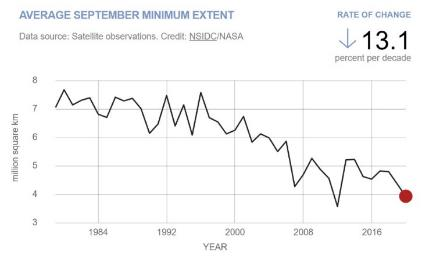 AVERAGE SEPTEMBER MINIMUM EXTENT
Data source: Satellite observations. Credit: NSIDC/NASA
RATE OF CHANGE
↓ 13.1
percent per decade
8
7
6
5
4
3
million square km
1984 1992 2000 2008 2016
YEAR